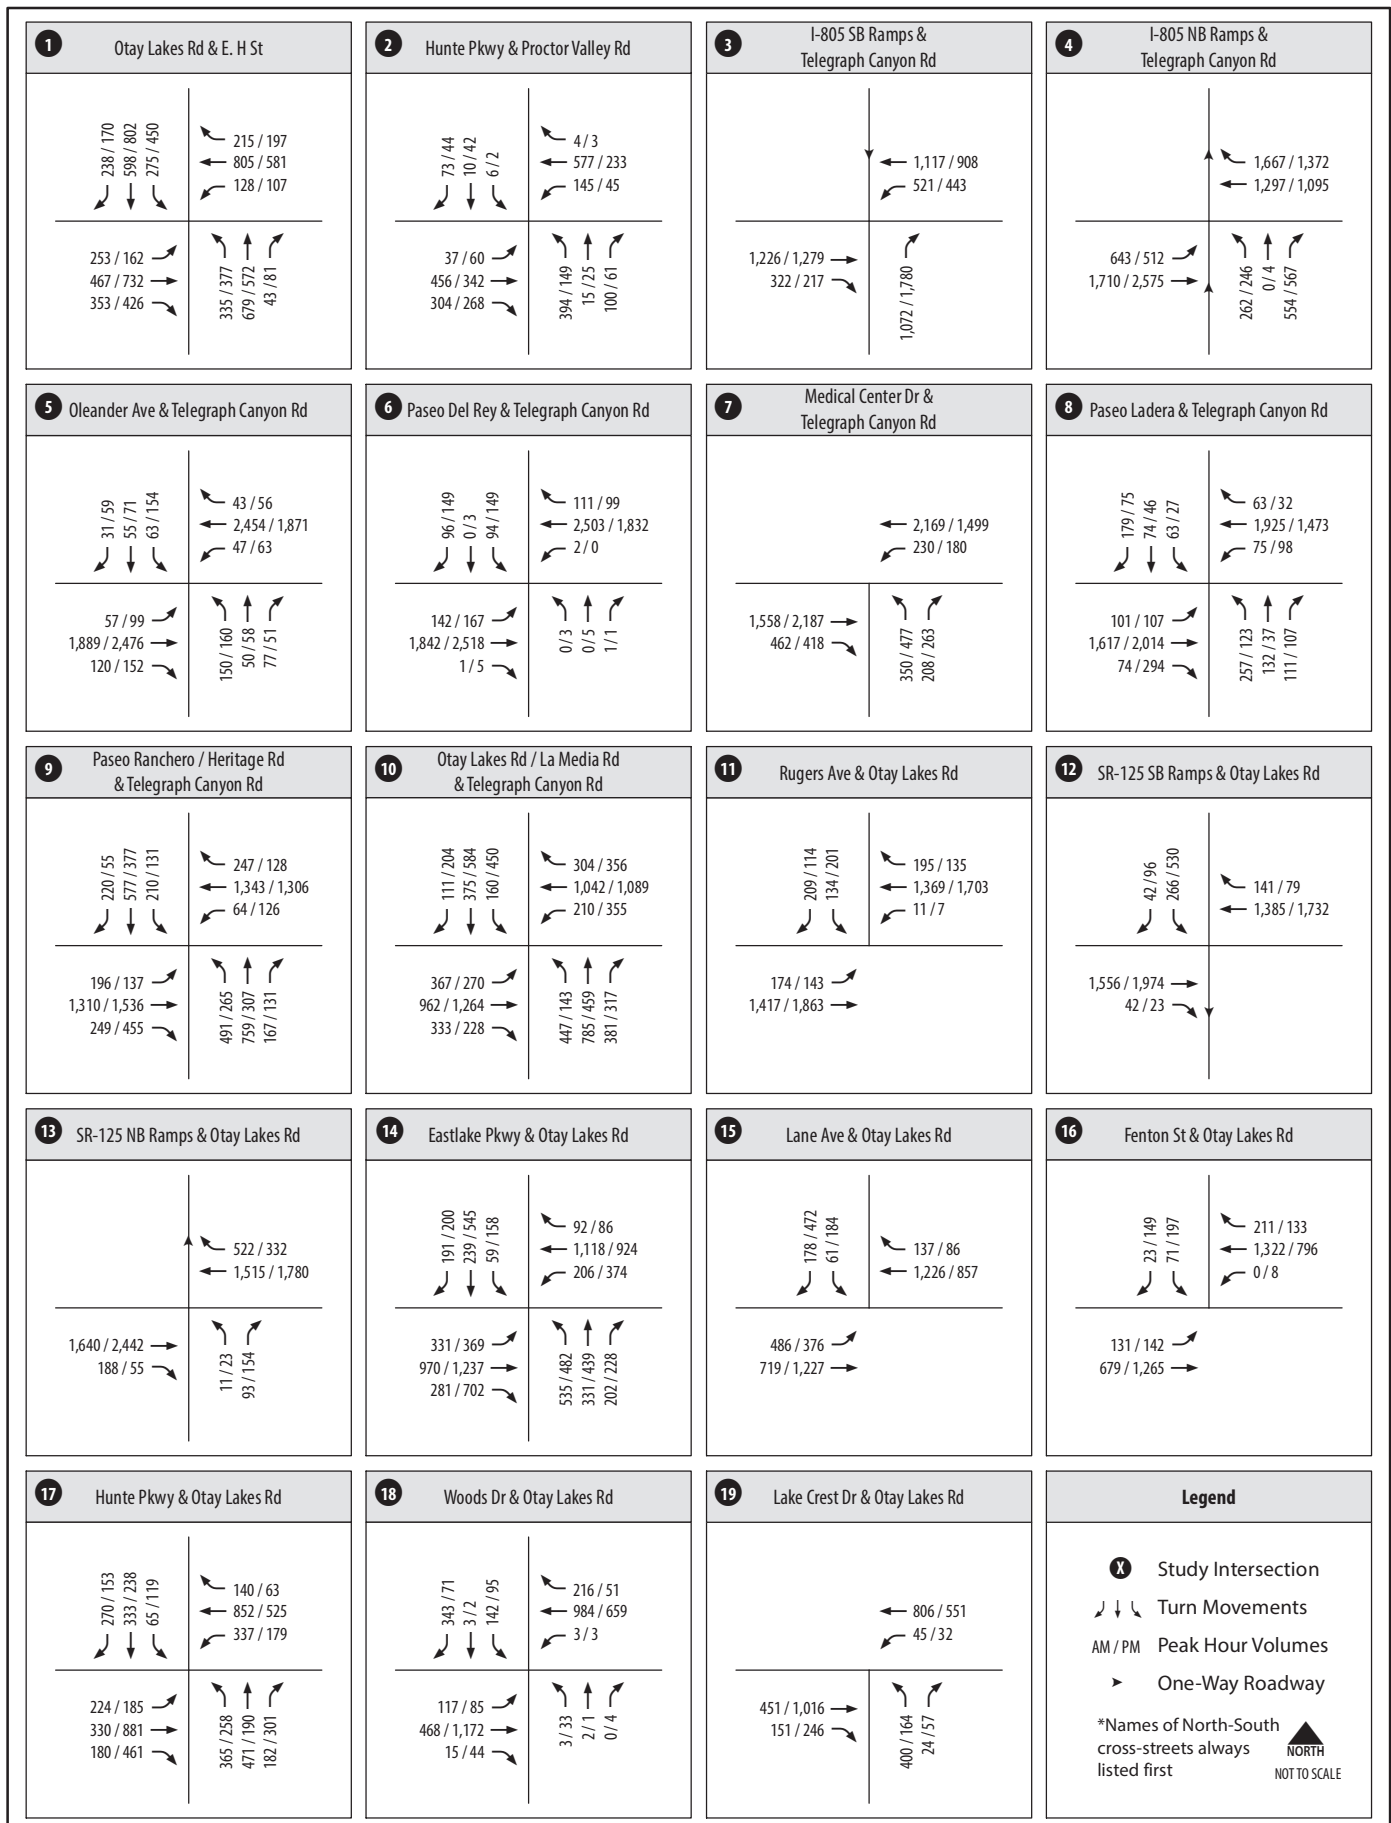 1
Otay Lakes Rd & E. H St
238 / 170
598 / 802
275 / 450
215 / 197
805 / 581
128 / 107
253 / 162
467 / 732
353 / 426
335 / 377
679 / 572
43 / 81
2
Hunte Pkwy & Proctor Valley Rd
73 / 44
10 / 42
6 / 2
4 / 3
577 / 233
145 / 45
37 / 60
456 / 342
304 / 268
394 / 149
15 / 25
100 / 61
3
I-805 SB Ramps &
Telegraph Canyon Rd
1,117 / 908
521 / 443
1,226 / 1,279
322 / 217
1,072 / 1,780
4
I-805 NB Ramps &
Telegraph Canyon Rd
1,667 / 1,372
1,297 / 1,095
643 / 512
1,710 / 2,575
262 / 246
0 / 4
554 / 567
5
Oleander Ave & Telegraph Canyon Rd
31 / 59
55 / 71
63 / 154
43 / 56
2,454 / 1,871
47 / 63
57 / 99
1,889 / 2,476
120 / 152
150 / 160
50 / 58
77 / 51
6
Paseo Del Rey & Telegraph Canyon Rd
96 / 149
0 / 3
94 / 149
111 / 99
2,503 / 1,832
2 / 0
142 / 167
1,842 / 2,518
1 / 5
0 / 3
0 / 5
1 / 1
7
Medical Center Dr &
Telegraph Canyon Rd
2,169 / 1,499
230 / 180
1,558 / 2,187
462 / 418
350 / 477
208 / 263
8
Paseo Ladera & Telegraph Canyon Rd
179 / 75
74 / 46
63 / 27
63 / 32
1,925 / 1,473
75 / 98
101 / 107
1,617 / 2,014
74 / 294
257 / 123
132 / 37
111 / 107
9
Paseo Ranchero / Heritage Rd
& Telegraph Canyon Rd
220 / 55
577 / 377
210 / 131
247 / 128
1,343 / 1,306
64 / 126
196 / 137
1,310 / 1,536
249 / 455
491 / 265
759 / 307
167 / 131
10
Otay Lakes Rd / La Media Rd
& Telegraph Canyon Rd
111 / 204
375 / 584
160 / 450
304 / 356
1,042 / 1,089
210 / 355
367 / 270
962 / 1,264
333 / 228
447 / 143
785 / 459
381 / 317
11
Rugers Ave & Otay Lakes Rd
209 / 114
134 / 201
195 / 135
1,369 / 1,703
11 / 7
174 / 143
1,417 / 1,863
12
SR-125 SB Ramps & Otay Lakes Rd
42 / 96
266 / 530
141 / 79
1,385 / 1,732
1,556 / 1,974
42 / 23
13
SR-125 NB Ramps & Otay Lakes Rd
522 / 332
1,515 / 1,780
1,640 / 2,442
188 / 55
11 / 23
93 / 154
14
Eastlake Pkwy & Otay Lakes Rd
191 / 200
239 / 545
59 / 158
92 / 86
1,118 / 924
206 / 374
331 / 369
970 / 1,237
281 / 702
535 / 482
331 / 439
202 / 228
15
Lane Ave & Otay Lakes Rd
178 / 472
61 / 184
137 / 86
1,226 / 857
486 / 376
719 / 1,227
16
Fenton St & Otay Lakes Rd
23 / 149
71 / 197
211 / 133
1,322 / 796
0 / 8
131 / 142
679 / 1,265
17
Hunte Pkwy & Otay Lakes Rd
270 / 153
333 / 238
65 / 119
140 / 63
852 / 525
337 / 179
224 / 185
330 / 881
180 / 461
365 / 258
471 / 190
182 / 301
18
Woods Dr & Otay Lakes Rd
343 / 71
3 / 2
142 / 95
216 / 51
984 / 659
3 / 3
117 / 85
468 / 1,172
15 / 44
3 / 33
2 / 1
0 / 4
19
Lake Crest Dr & Otay Lakes Rd
806 / 551
45 / 32
451 / 1,016
151 / 246
400 / 164
24 / 57
Legend
X Study Intersection
Turn Movements
AM / PM Peak Hour Volumes
One-Way Roadway
*Names of North-South
cross-streets always
listed first
NORTH
NOT TO SCALE